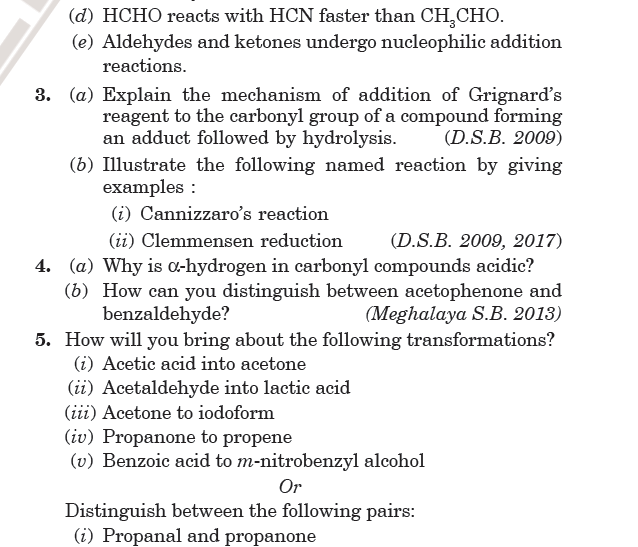 (d) HCHO reacts with HCN faster than CH₃CHO.
(e) Aldehydes and ketones undergo nucleophilic addition
reactions.
3. (a) Explain the mechanism of addition of Grignard's
reagent to the carbonyl group of a compound forming
an adduct followed by hydrolysis. (D.S.B. 2009)
(b) Illustrate the following named reaction by giving
examples :
(i) Cannizzaro's reaction
(ii) Clemmensen reduction (D.S.B. 2009, 2017)
4. (a) Why is α-hydrogen in carbonyl compounds acidic?
(b) How can you distinguish between acetophenone and
benzaldehyde? (Meghalaya S.B. 2013)
5. How will you bring about the following transformations?
(i) Acetic acid into acetone
(ii) Acetaldehyde into lactic acid
(iii) Acetone to iodoform
(iv) Propanone to propene
(v) Benzoic acid to m-nitrobenzyl alcohol
Or
Distinguish between the following pairs:
(i) Propanal and propanone